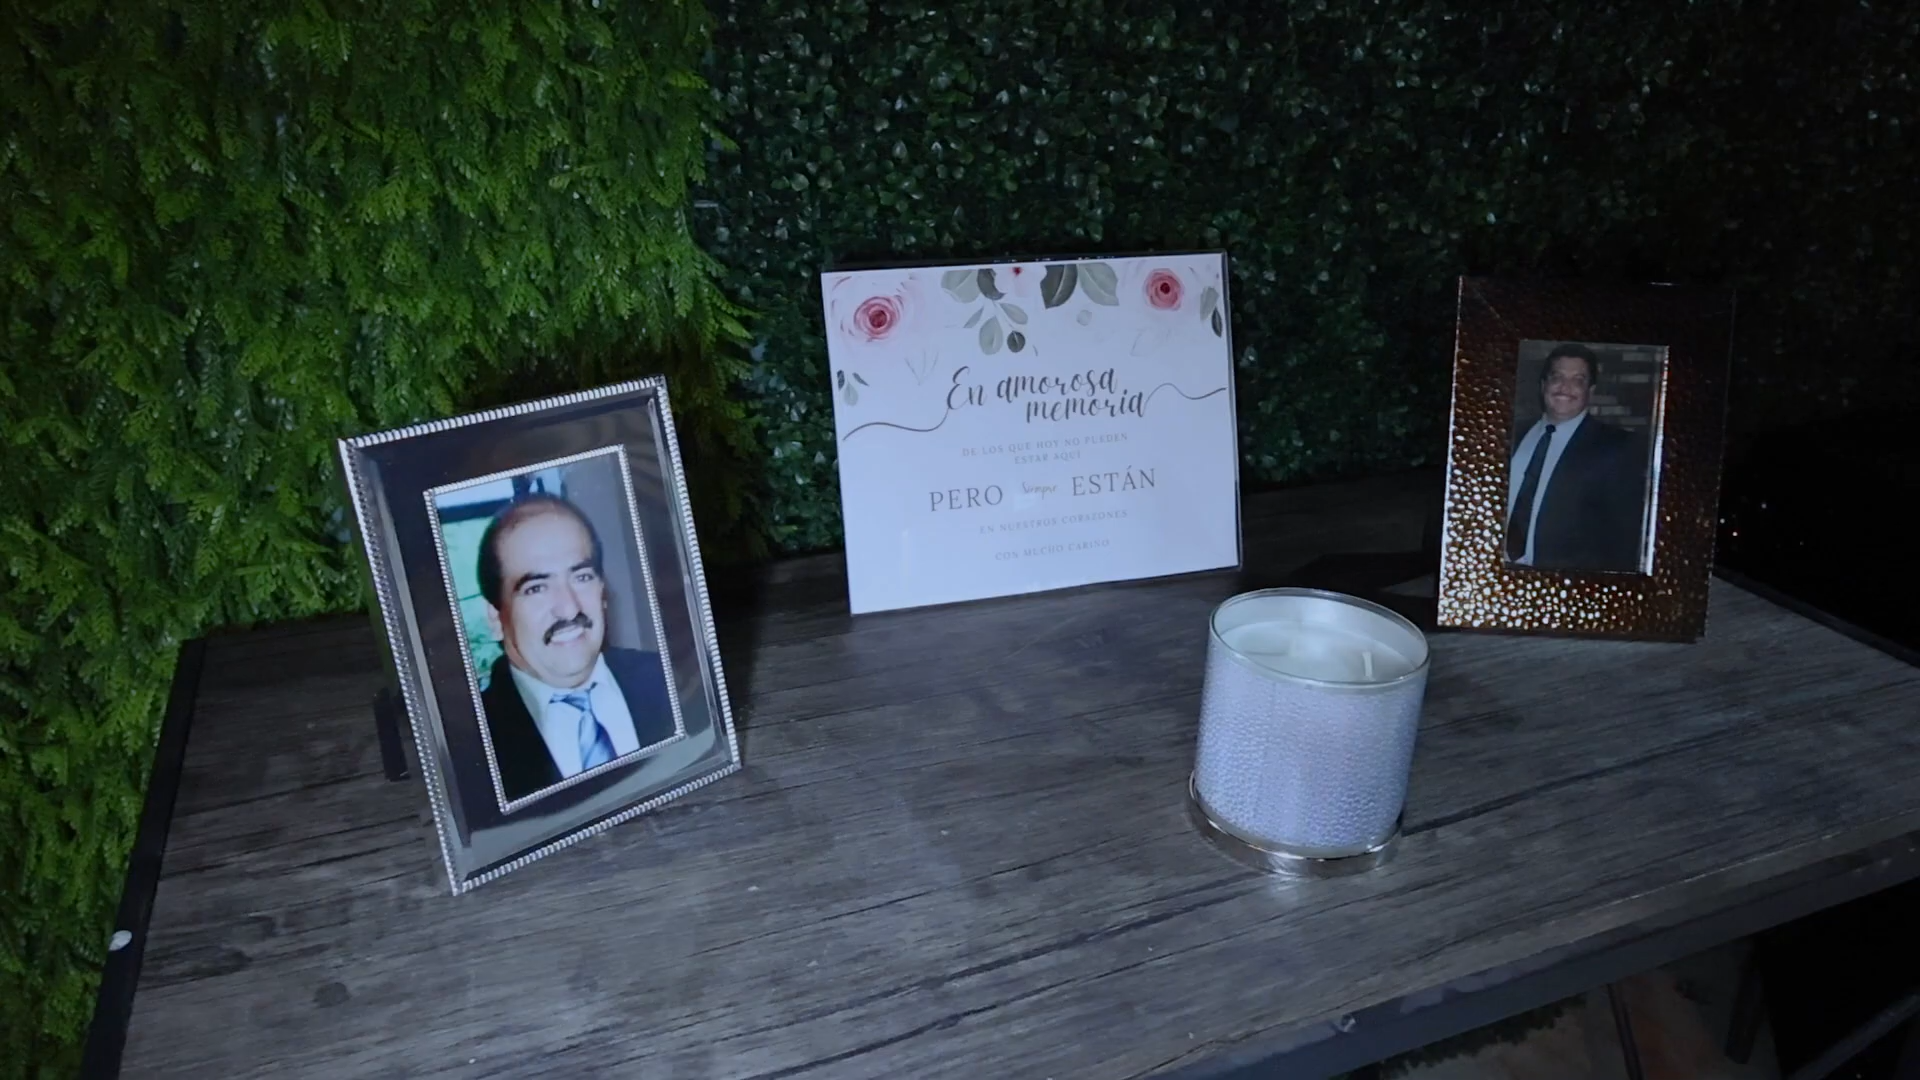 En amorosa
memoria
DE LOS QUE HOY NO PUEDEN
ESTAR AQUÍ
PERO Siempre ESTÁN
EN NUESTROS CORAZONES
CON MUCHO CARIÑO